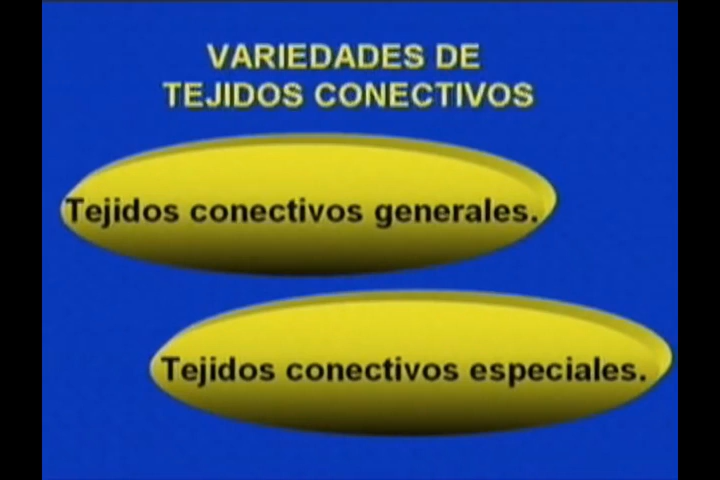 VARIEDADES DE
TEJIDOS CONECTIVOS
Tejidos conectivos generales.
Tejidos conectivos especiales.